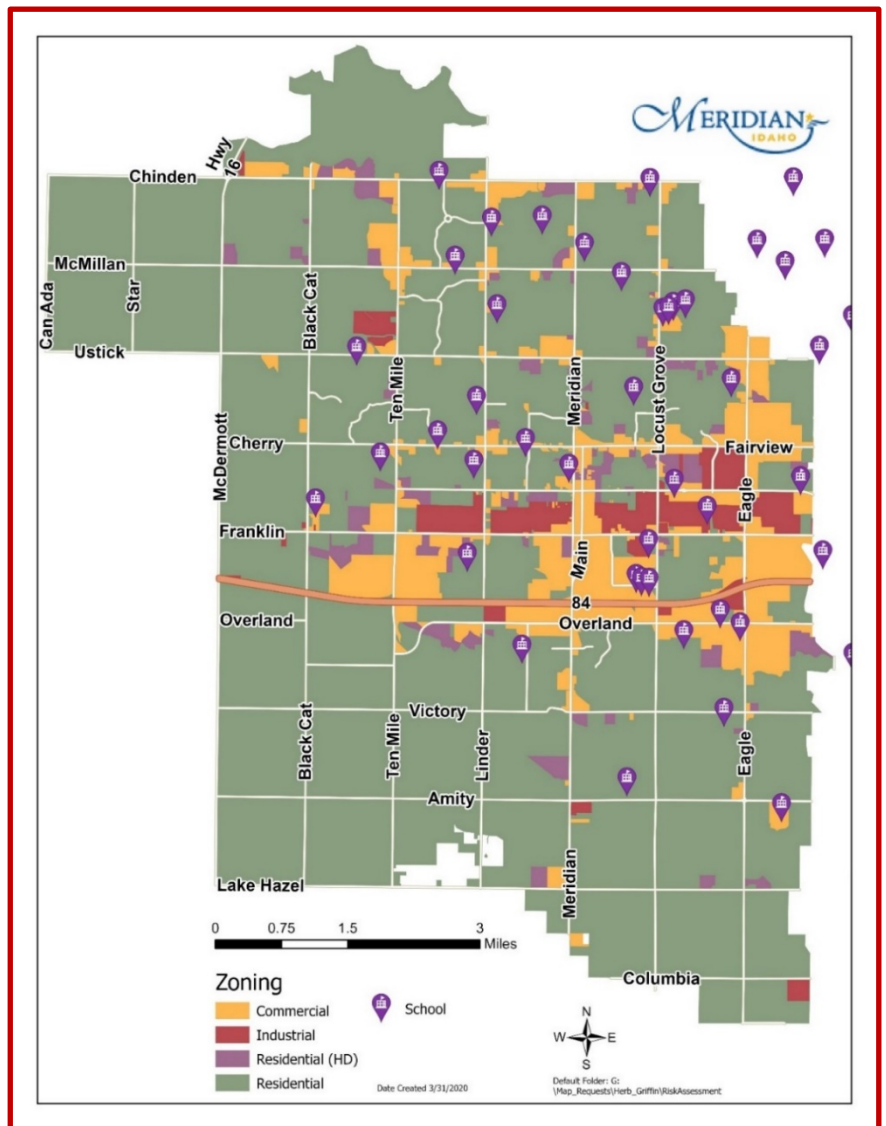 MERIDIAN
IDAHO
Hwy
16
Chinden
McMillan
Can Ada
Star
Black Cat
Ustick
Ten Mile
Meridian
Locust Grove
McDermott
Cherry
Fairview
Eagle
Franklin
Main
84
Overland
Overland
Black Cat
Ten Mile
Victory
Linder
Eagle
Amity
Lake Hazel
Meridian
0 0.75 1.5 3
Miles
Columbia
Zoning
Commercial
Industrial
Residential (HD)
Residential
School
N
W E
S
Date Created 3/31/2020
Default Folder: G:
\Map_Requests\Herb_Griffin\RiskAssessment